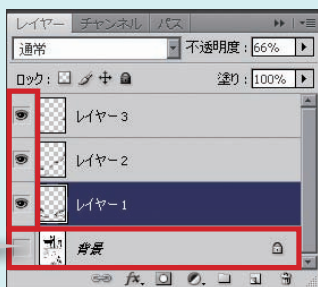 レイヤー チャンネル パス
通常 不透明度: 66%
ロック: 塗り: 100%
レイヤー 3
レイヤー 2
レイヤー 1
背景
fx.